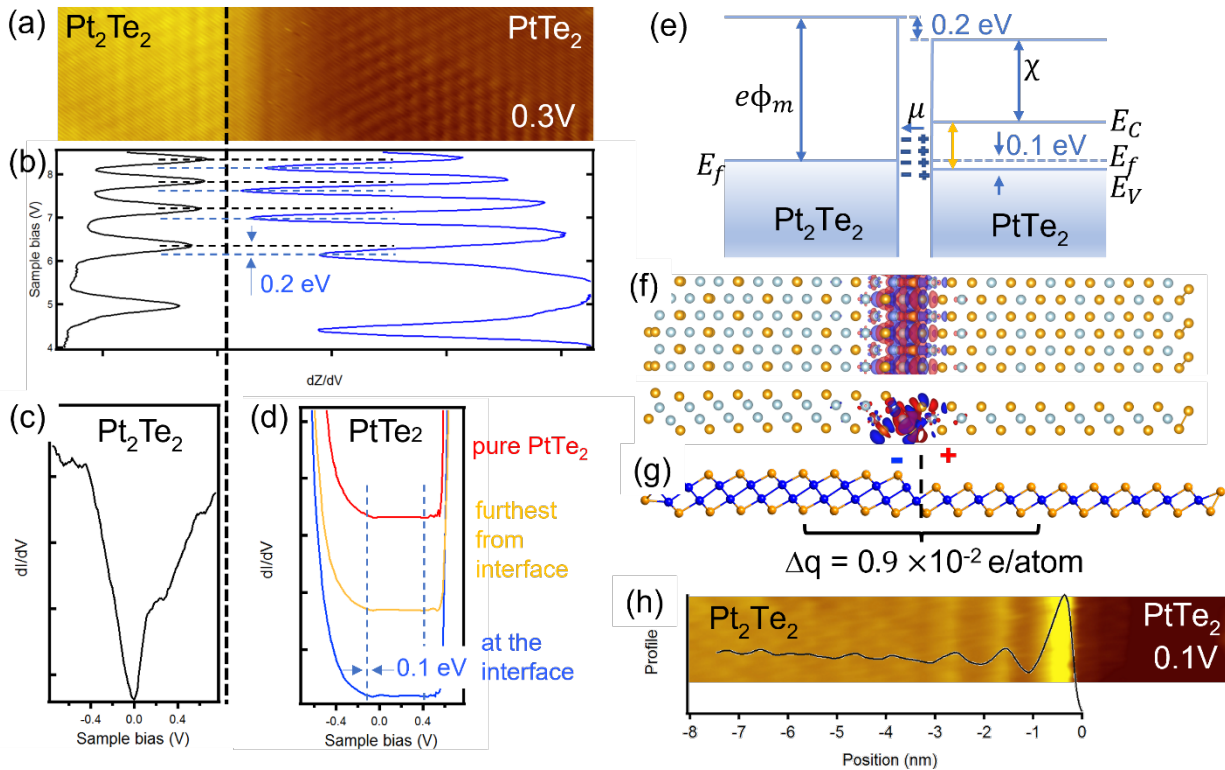 (a) Pt₂Te₂ PtTe₂
0.3V
(b)
Sample bias (V)
8
7
6
5
4
0.2 eV
dZ/dV
(c) Pt₂Te₂
dI/dV
-0.4 0.0 0.4
Sample bias (V)
(d) PtTe₂
pure PtTe₂
furthest
from
interface
at the
interface
0.1 eV
dI/dV
-0.4 0.0 0.4
Sample bias (V)
(e)
0.2 eV
χ
eϕₘ
μ
E_C
0.1 eV
E_f
E_f
E_V
Pt₂Te₂ PtTe₂
(f)
- +
(g)
Δq = 0.9 ×10⁻² e/atom
(h)
Pt₂Te₂ PtTe₂
0.1V
Profile
-8 -7 -6 -5 -4 -3 -2 -1 0
Position (nm)